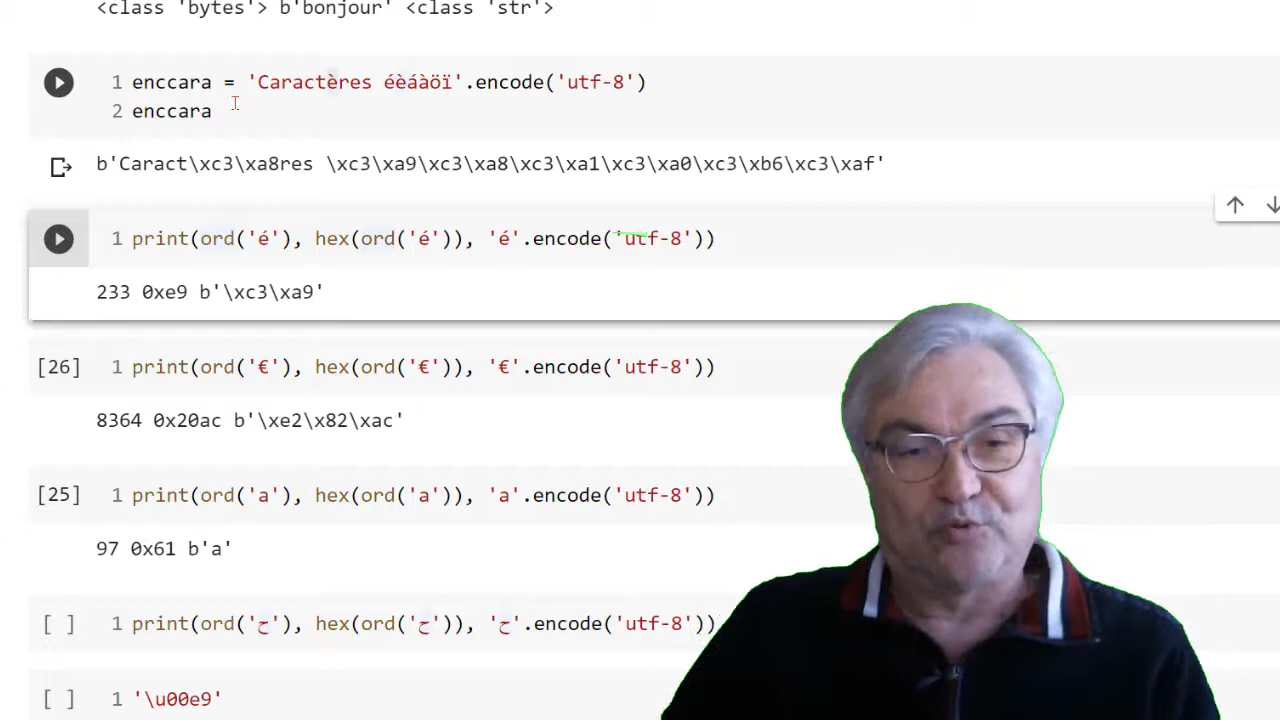 <class 'bytes'> b'bonjour' <class 'str'>
1 enccara = 'Caractères éèáàöï'.encode('utf-8')
2 enccara
b'Caract\xc3\xa8res \xc3\xa9\xc3\xa8\xc3\xa1\xc3\xa0\xc3\xb6\xc3\xaf'
1 print(ord('é'), hex(ord('é')), 'é'.encode('utf-8'))
233 0xe9 b'\xc3\xa9'
[26] 1 print(ord('€'), hex(ord('€')), '€'.encode('utf-8'))
8364 0x20ac b'\xe2\x82\xac'
[25] 1 print(ord('a'), hex(ord('a')), 'a'.encode('utf-8'))
97 0x61 b'a'
[ ] 1 print(ord('ح'), hex(ord('ح')), 'ح'.encode('utf-8'))
[ ] 1 '\u00e9'